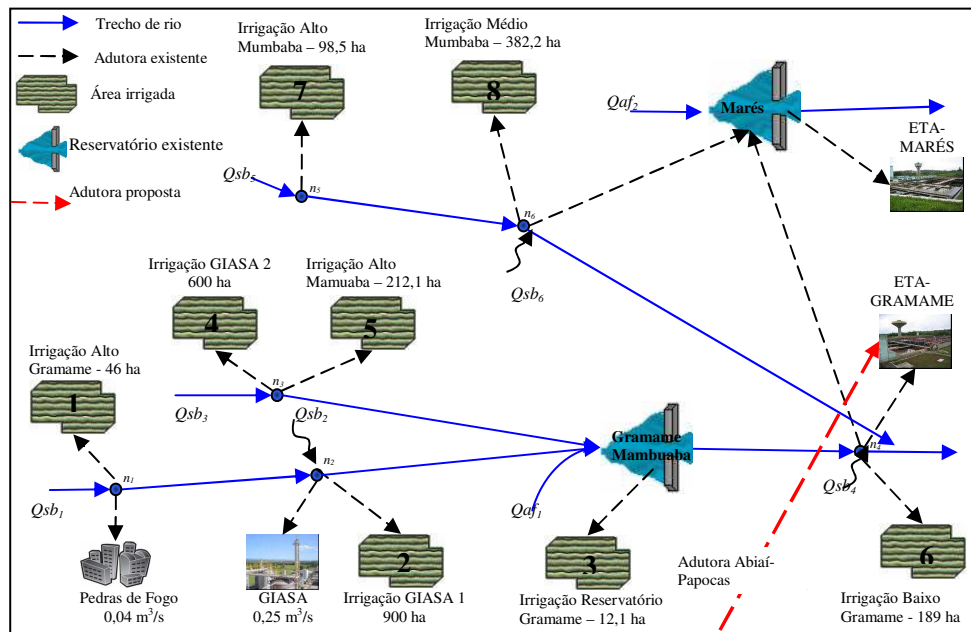 Trecho de rio
Adutora existente
Área irrigada
Reservatório existente
Adutora proposta
Irrigação Alto
Mumbaba – 98,5 ha
7
Irrigação Médio
Mumbaba – 382,2 ha
8
Qaf2
Marés
ETA-
MARÉS
Qsb5
n5
n6
Qsb6
Irrigação GIASA 2
600 ha
4
Irrigação Alto
Mamuaba – 212,1 ha
5
ETA-
GRAMAME
Irrigação Alto
Gramame - 46 ha
1
n3
Qsb3
Qsb2
n2
Gramame
Mambuaba
n4
n1
Qsb1
Qaf1
Qsb4
Pedras de Fogo
0,04 m³/s
GIASA
0,25 m³/s
2
Irrigação GIASA 1
900 ha
3
Irrigação Reservatório
Gramame – 12,1 ha
Adutora Abiaí-
Papocas
6
Irrigação Baixo
Gramame - 189 ha